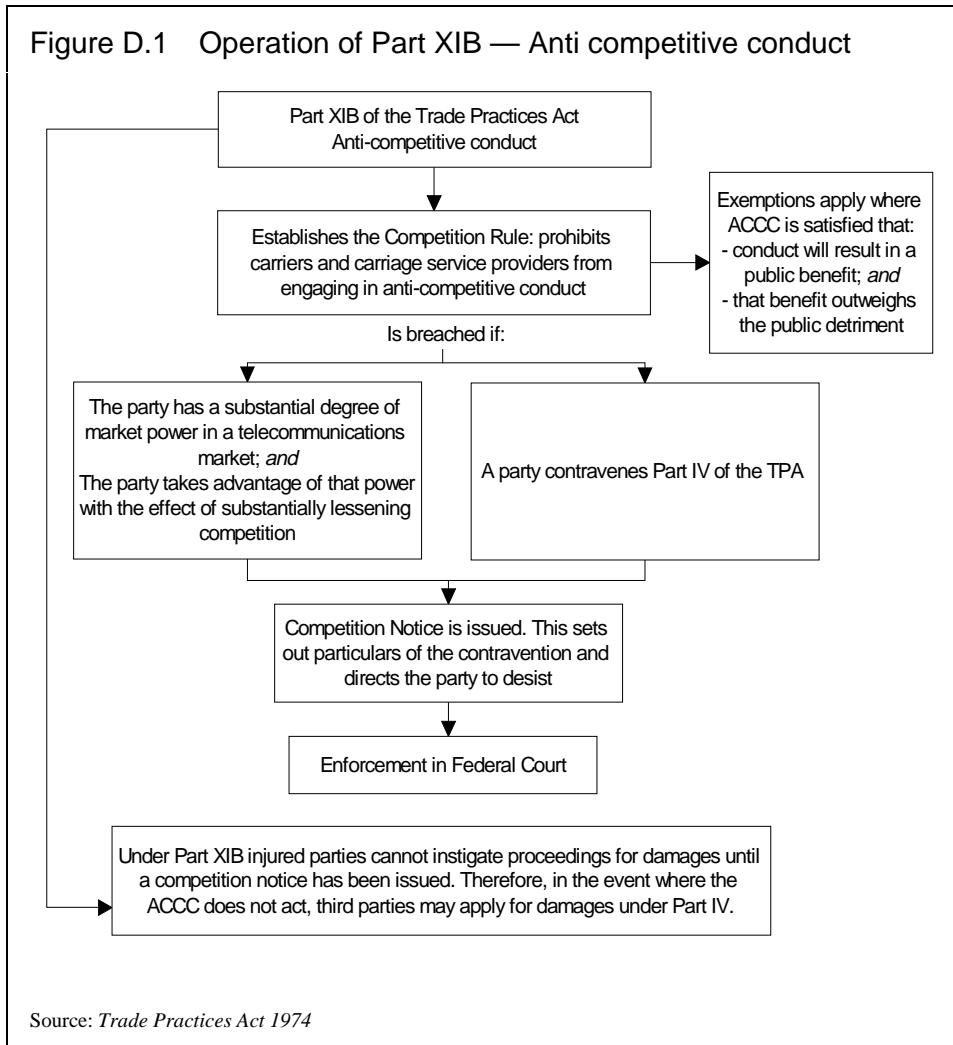 Figure D.1 Operation of Part XIB — Anti competitive conduct
Part XIB of the Trade Practices Act
Anti-competitive conduct
Establishes the Competition Rule: prohibits
carriers and carriage service providers from
engaging in anti-competitive conduct
Exemptions apply where
ACCC is satisfied that:
- conduct will result in a
public benefit; and
- that benefit outweighs
the public detriment
Is breached if:
The party has a substantial degree of
market power in a telecommunications
market; and
The party takes advantage of that power
with the effect of substantially lessening
competition
A party contravenes Part IV of the TPA
Competition Notice is issued. This sets
out particulars of the contravention and
directs the party to desist
Enforcement in Federal Court
Under Part XIB injured parties cannot instigate proceedings for damages until
a competition notice has been issued. Therefore, in the event where the
ACCC does not act, third parties may apply for damages under Part IV.
Source: Trade Practices Act 1974